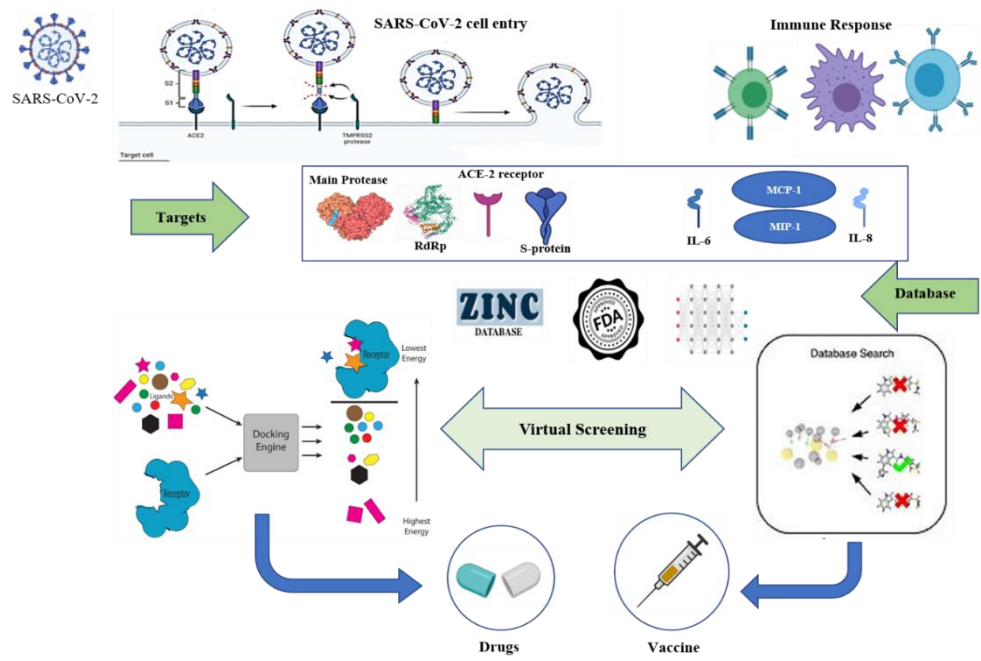 SARS-CoV-2 cell entry
Immune Response
SARS-CoV-2
S2
S1
ACE2
TMPRSS2
protease
Target cell
Targets
Main Protease
ACE-2 receptor
RdRp
S-protein
IL-6
MCP-1
MIP-1
IL-8
Database
ZINC
DATABASE
APPROVED
FDA
APPROVED
Database Search
Ligands
Receptor
Docking
Engine
Receptor
Lowest
Energy
Highest
Energy
Virtual Screening
Drugs
Vaccine